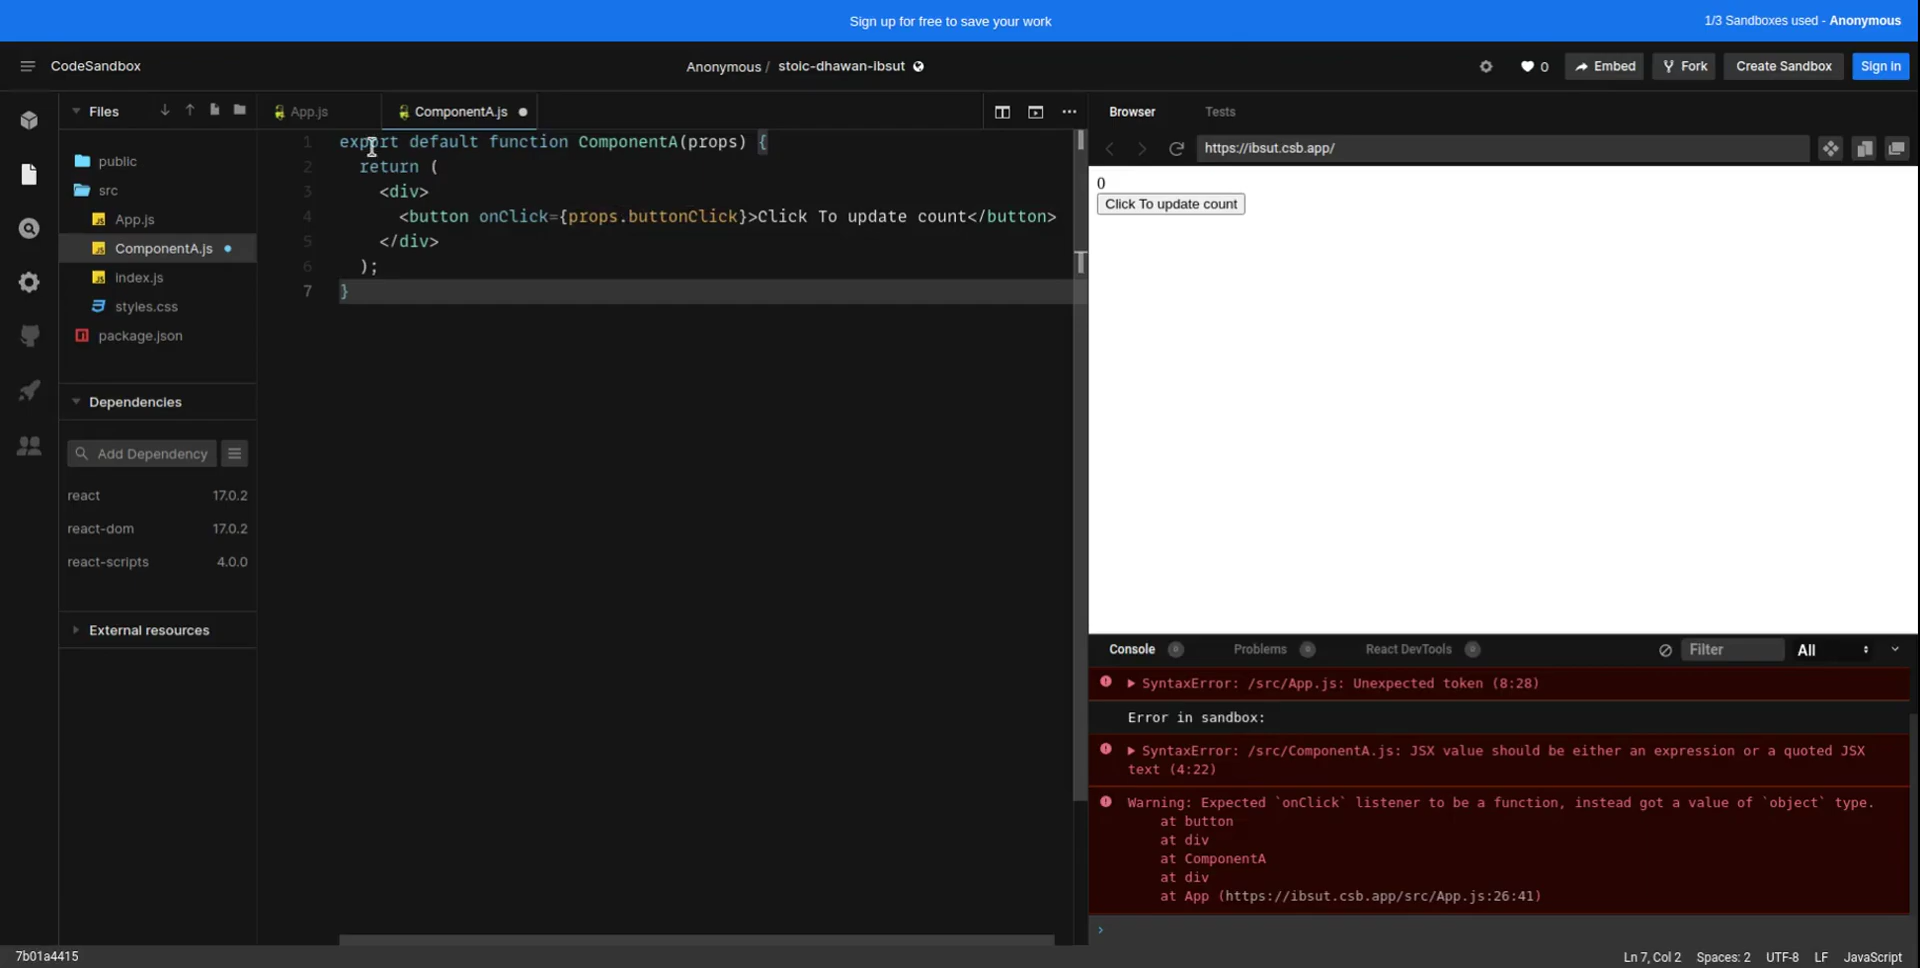 Sign up for free to save your work
1/3 Sandboxes used - Anonymous
CodeSandbox
Anonymous / stoic-dhawan-ibsut
0
Embed
Fork
Create Sandbox
Sign in
Files
public
src
App.js
ComponentA.js
index.js
styles.css
package.json
Dependencies
Add Dependency
react 17.0.2
react-dom 17.0.2
react-scripts 4.0.0
External resources
App.js
ComponentA.js
1 export default function ComponentA(props) {
2 return (
3 <div>
4 <button onClick={props.buttonClick}>Click To update count</button>
5 </div>
6 );
7 }
Browser
Tests
https://ibsut.csb.app/
0
Click To update count
Console 0
Problems 0
React DevTools 0
Filter
All
SyntaxError: /src/App.js: Unexpected token (8:28)
Error in sandbox:
SyntaxError: /src/ComponentA.js: JSX value should be either an expression or a quoted JSX
text (4:22)
Warning: Expected `onClick` listener to be a function, instead got a value of `object` type.
at button
at div
at ComponentA
at div
at App (https://ibsut.csb.app/src/App.js:26:41)
7b01a4415
Ln 7, Col 2
Spaces: 2
UTF-8
LF
JavaScript